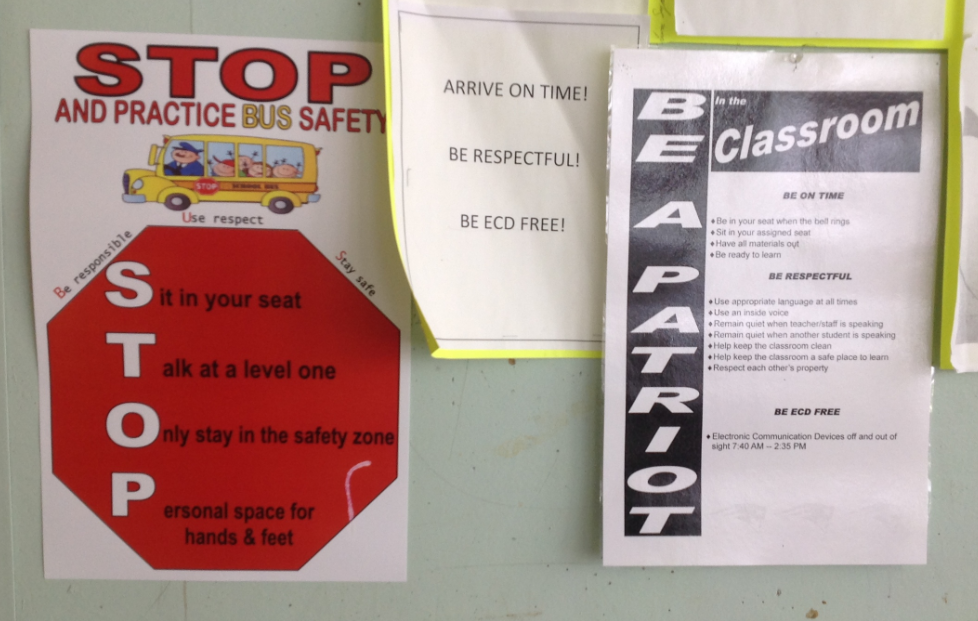 STOP
AND PRACTICE BUS SAFETY
STOP SCHOOL BUS
Use respect
Be responsible
Stay safe
Sit in your seat
Talk at a level one
Only stay in the safety zone
Personal space for
hands & feet
ARRIVE ON TIME!
BE RESPECTFUL!
BE ECD FREE!
BE A PATRIOT
In the
Classroom
BE ON TIME
♦Be in your seat when the bell rings
♦Sit in your assigned seat
♦Have all materials out
♦Be ready to learn
BE RESPECTFUL
♦Use appropriate language at all times
♦Use an inside voice
♦Remain quiet when teacher/staff is speaking
♦Remain quiet when another student is speaking
♦Help keep the classroom clean
♦Help keep the classroom a safe place to learn
♦Respect each other's property
BE ECD FREE
♦Electronic Communication Devices off and out of
sight 7:40 AM – 2:35 PM